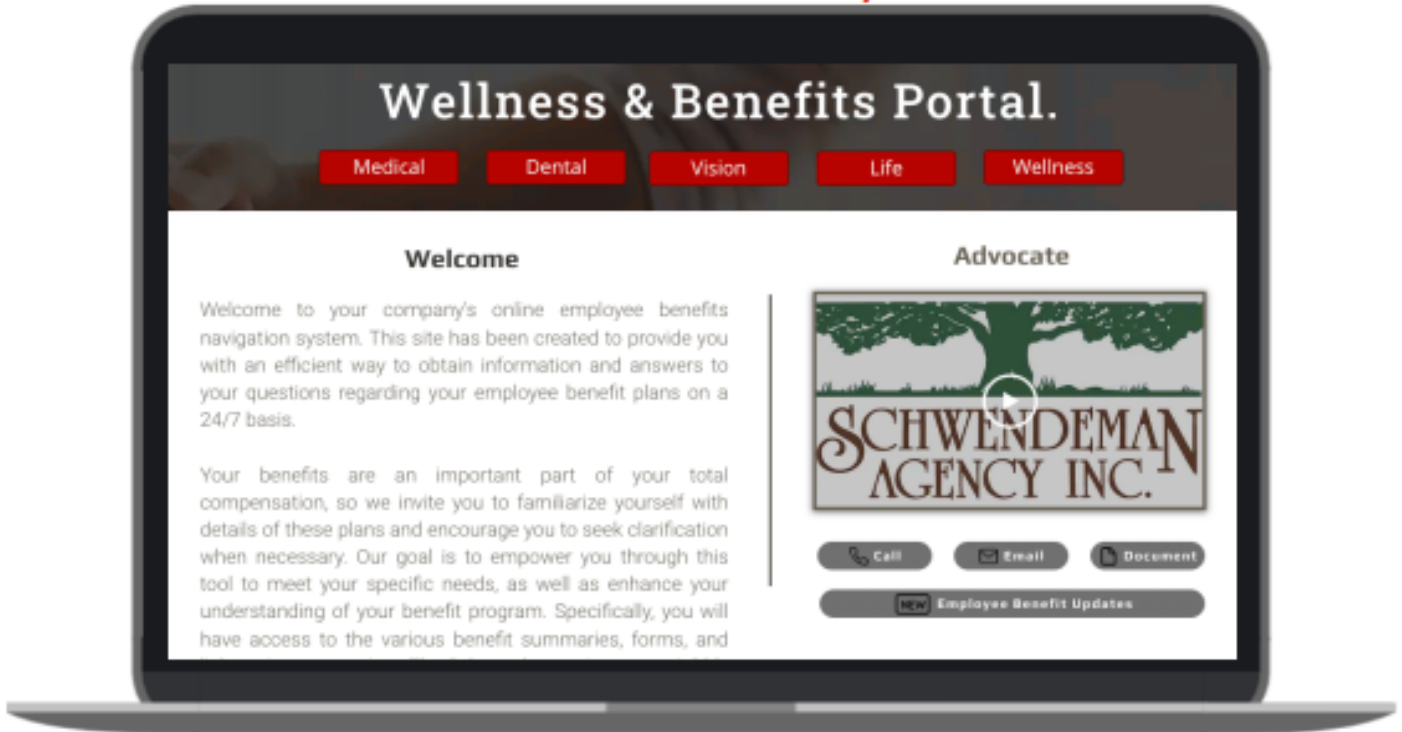 Wellness & Benefits Portal.
Medical
Dental
Vision
Life
Wellness
Welcome
Welcome to your company's online employee benefits
navigation system. This site has been created to provide you
with an efficient way to obtain information and answers to
your questions regarding your employee benefit plans on a
24/7 basis.
Your benefits are an important part of your total
compensation, so we invite you to familiarize yourself with
details of these plans and encourage you to seek clarification
when necessary. Our goal is to empower you through this
tool to meet your specific needs, as well as enhance your
understanding of your benefit program. Specifically, you will
have access to the various benefit summaries, forms, and
Advocate
SCHWENDEMAN
AGENCY INC.
Call
Email
Document
NEW Employee Benefit Updates